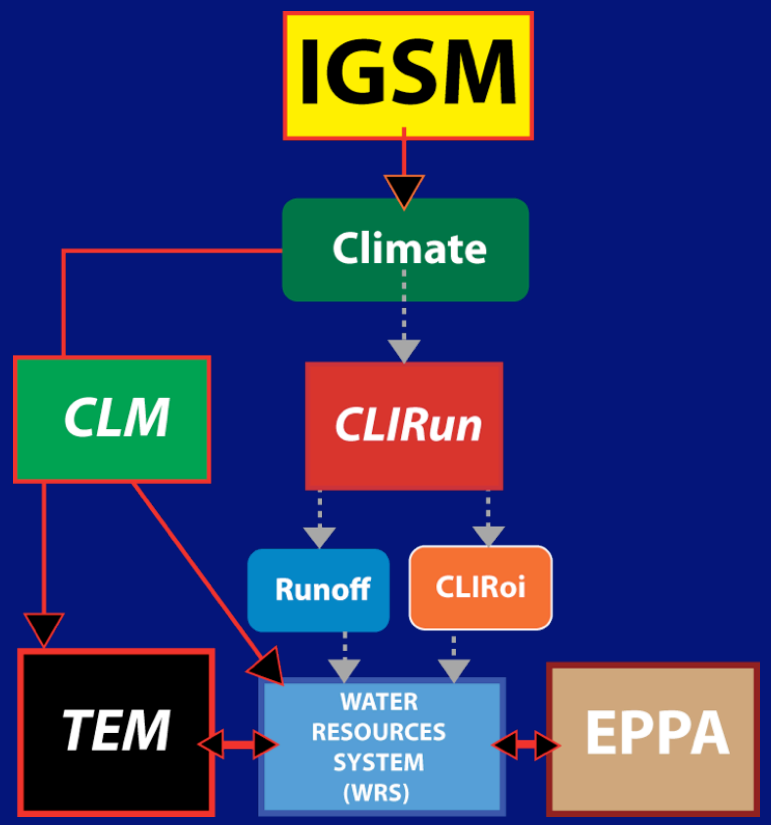 IGSM
Climate
CLM
CLIRun
Runoff
CLIRoi
TEM
WATER
RESOURCES
SYSTEM
(WRS)
EPPA